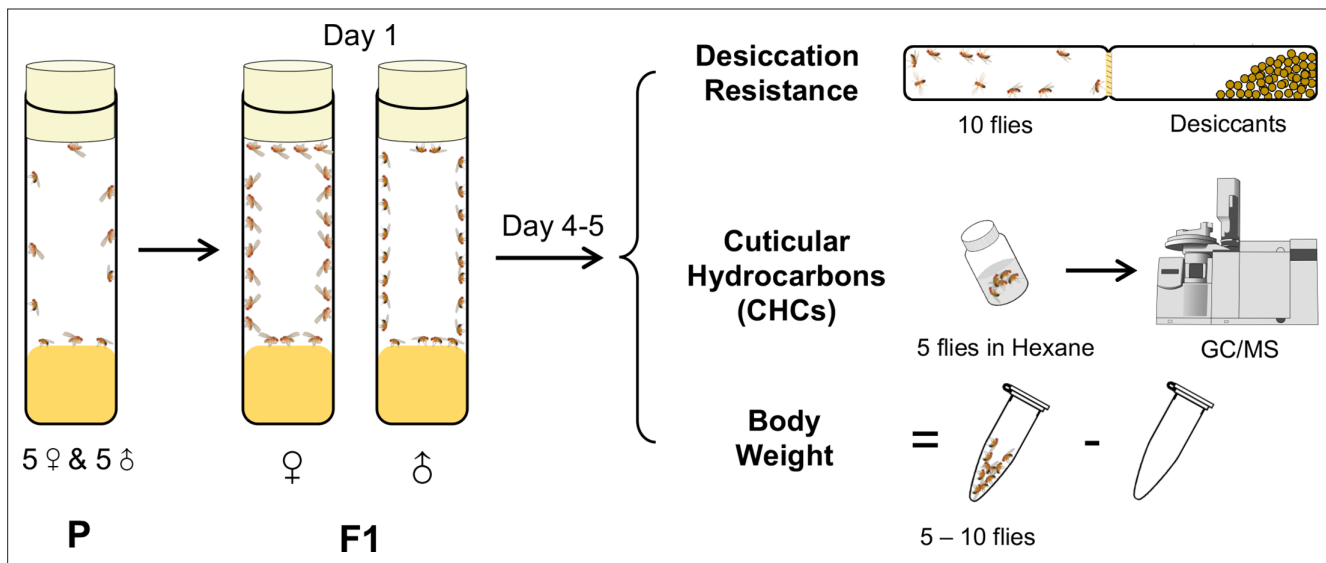 Day 1
5 ♀ & 5 ♂
P
♀
♂
F1
Day 4-5
Desiccation
Resistance
10 flies
Desiccants
Cuticular
Hydrocarbons
(CHCs)
5 flies in Hexane
GC/MS
Body
Weight
=
-
5 – 10 flies